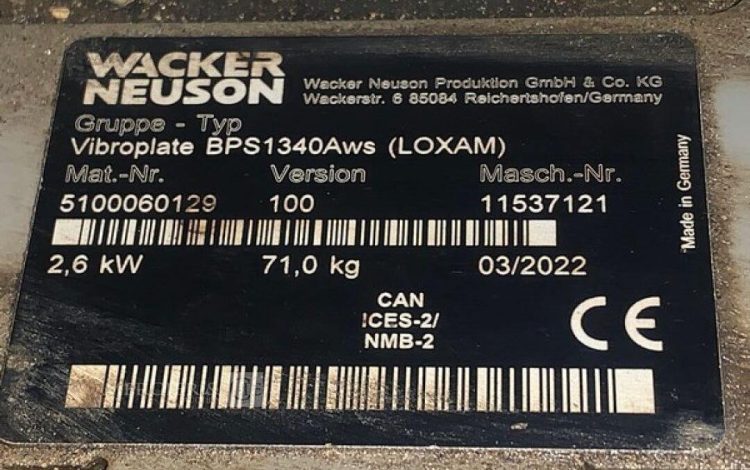 WACKER
NEUSON
Wacker Neuson Produktion GmbH & Co. KG
Wackerstr. 6 85084 Reichertshofen/Germany
Gruppe - Typ
Vibroplate BPS1340Aws (LOXAM)
Mat.-Nr. Version Masch.-Nr.
5100060129 100 11537121
2,6 kW 71,0 kg 03/2022
CAN
ICES-2/
NMB-2
CE
Made in Germany